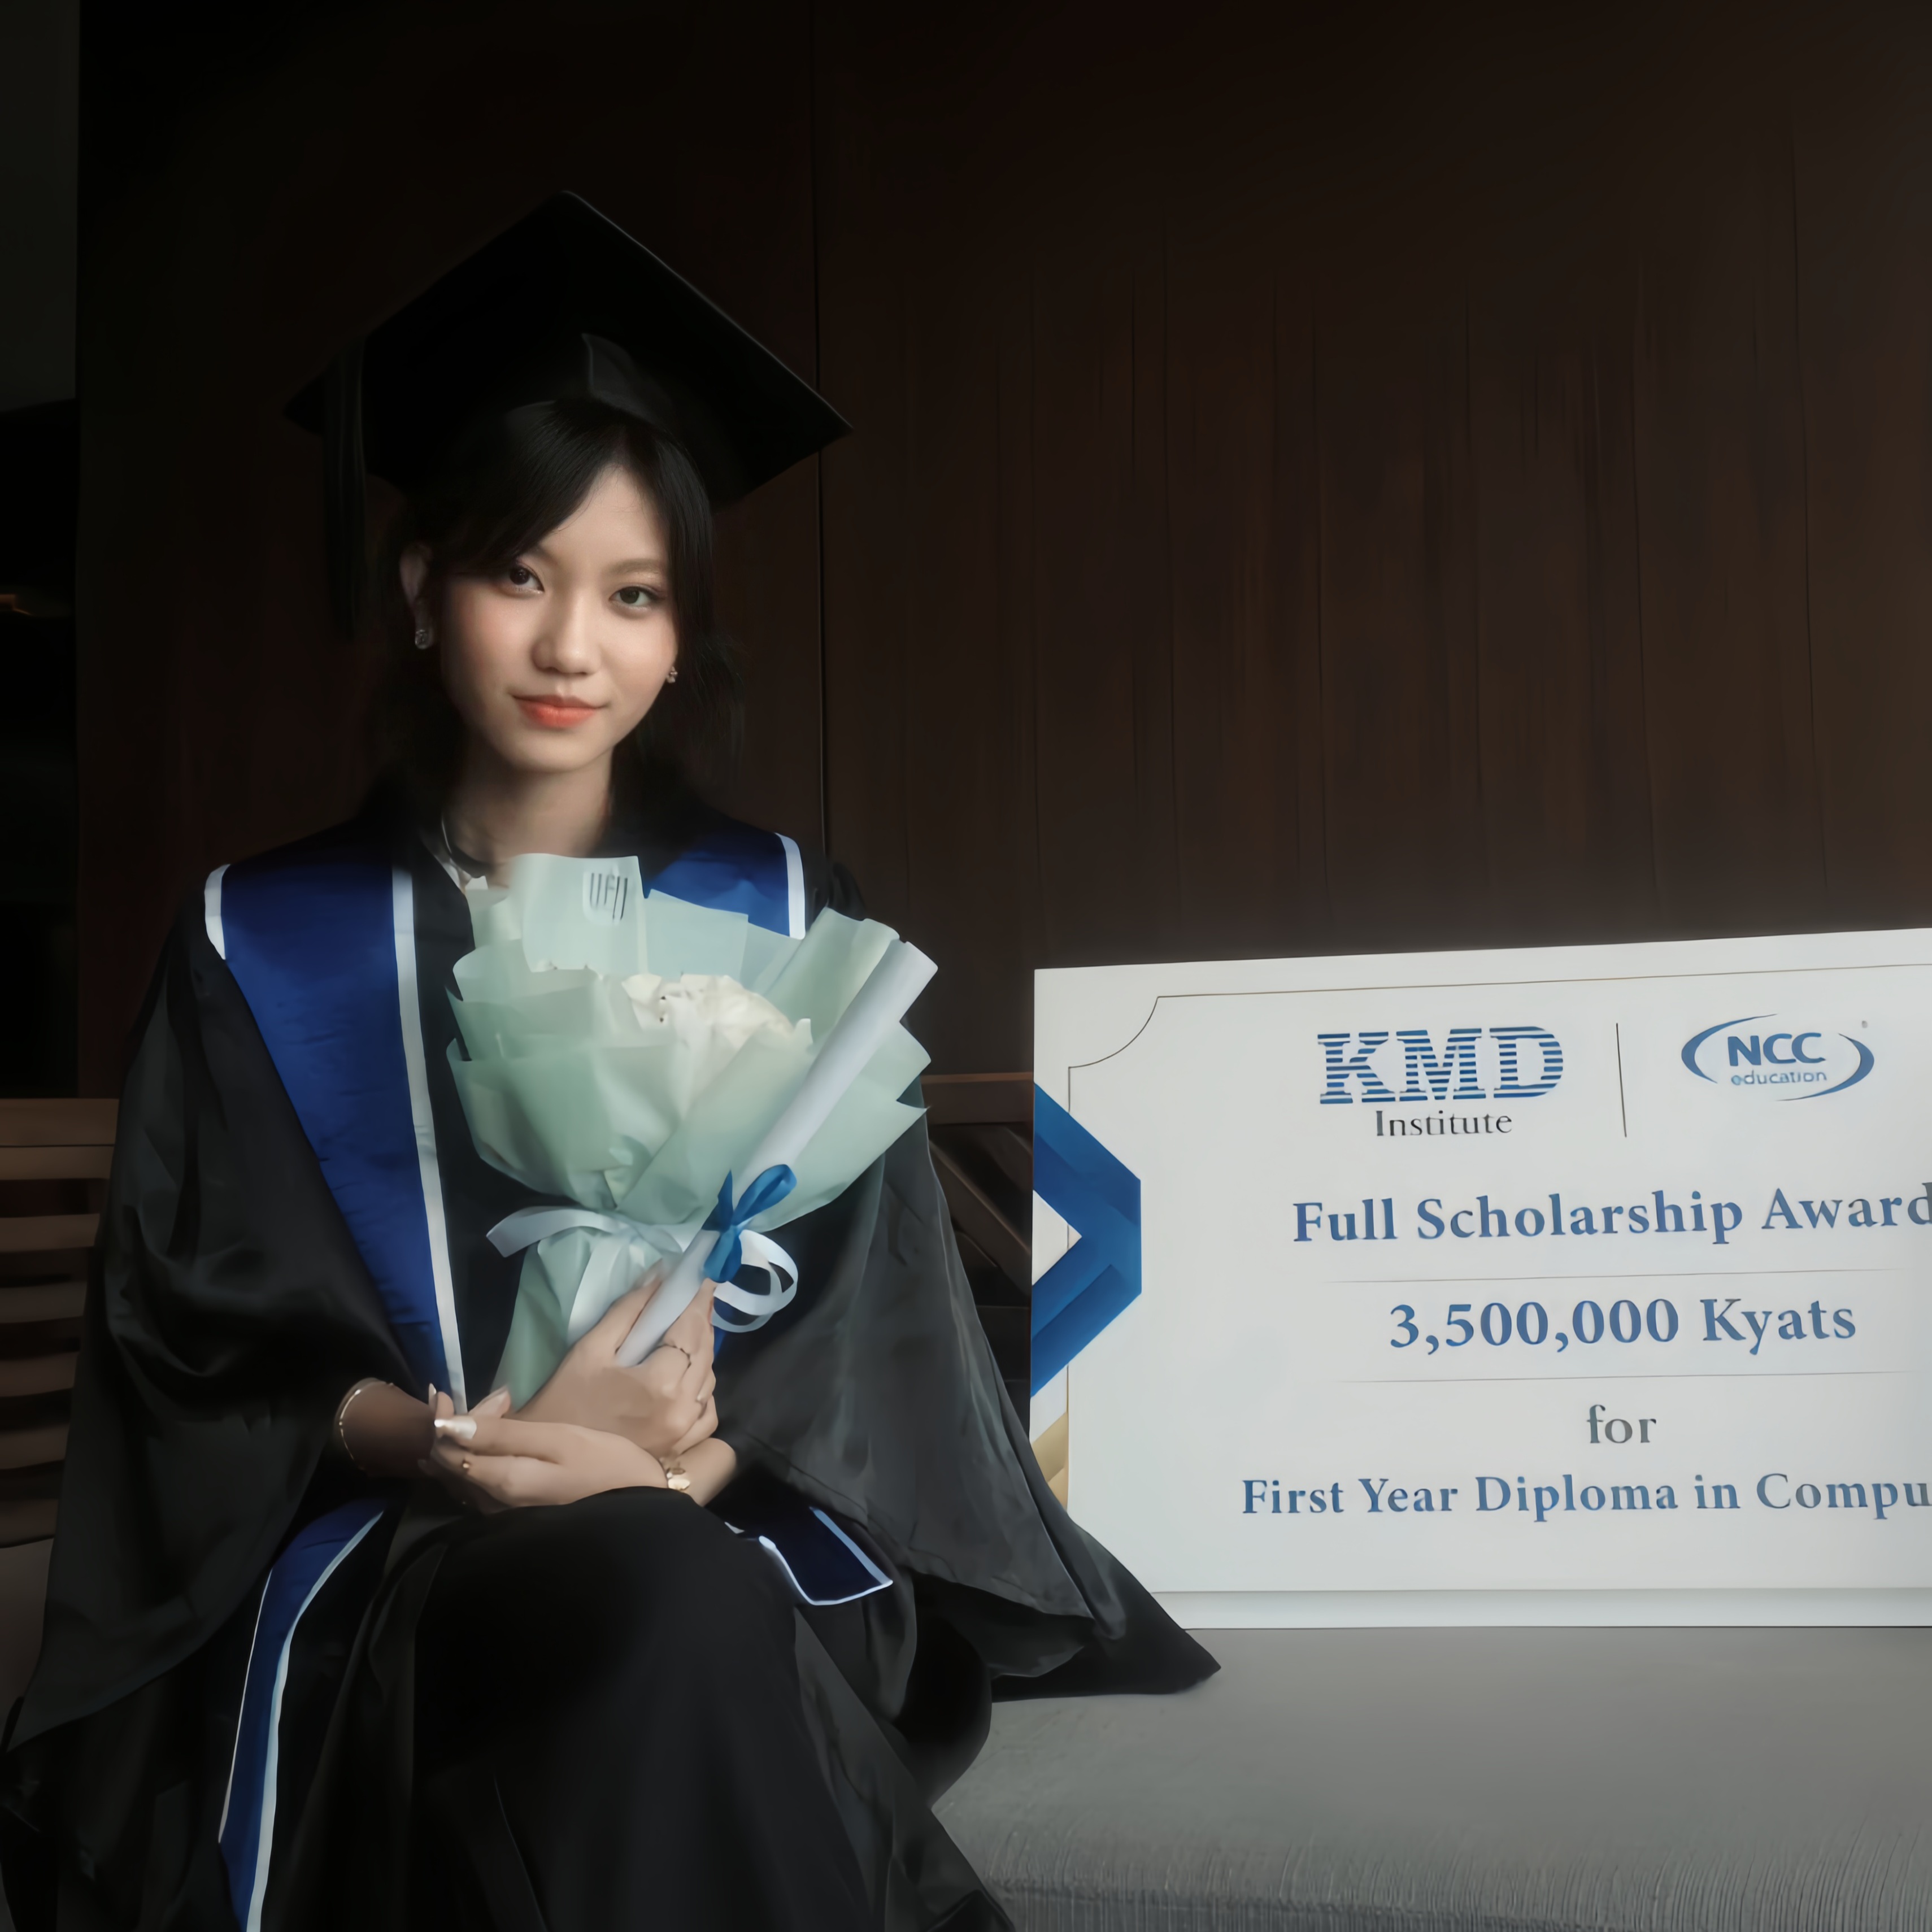 KMD
Institute
NCC
education
Full Scholarship Award
3,500,000 Kyats
for
First Year Diploma in Compu